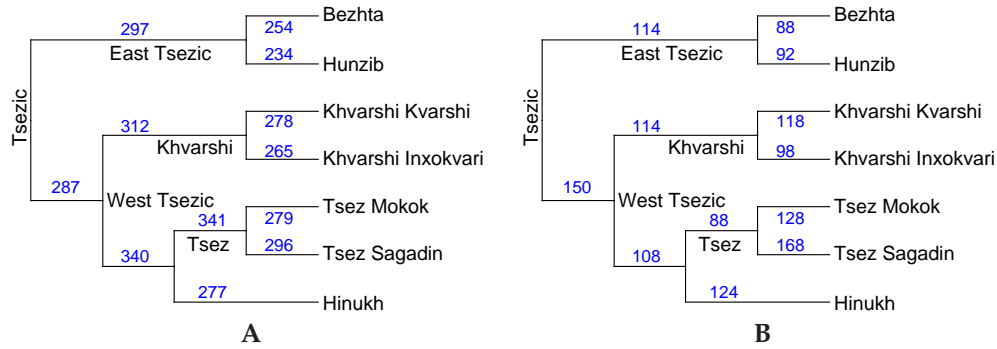 Tsezic
297
East Tsezic
254
Bezhta
234
Hunzib
287
West Tsezic
312
Khvarshi
278
Khvarshi Kvarshi
265
Khvarshi Inxokvari
340
341
Tsez
279
Tsez Mokok
296
Tsez Sagadin
277
Hinukh
A
Tsezic
114
East Tsezic
88
Bezhta
92
Hunzib
150
West Tsezic
114
Khvarshi
118
Khvarshi Kvarshi
98
Khvarshi Inxokvari
108
88
Tsez
128
Tsez Mokok
168
Tsez Sagadin
124
Hinukh
B